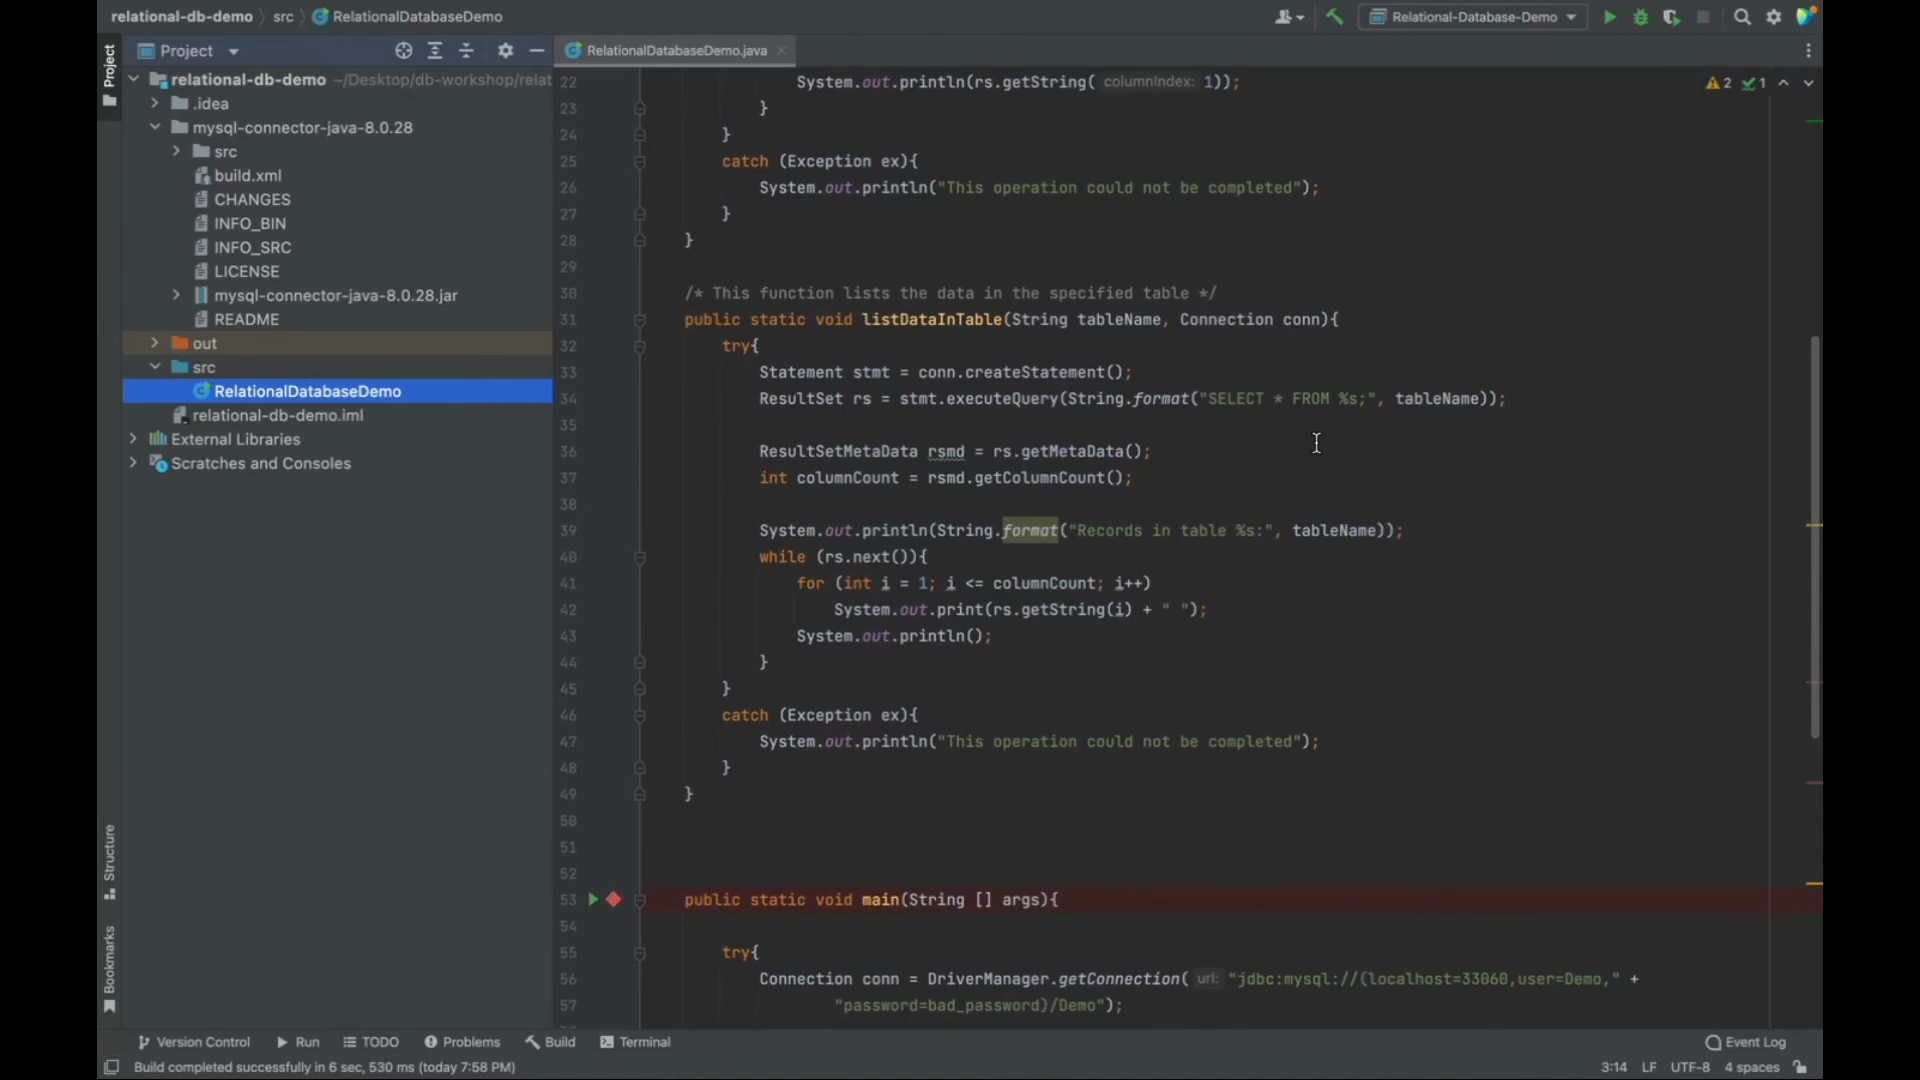 relational-db-demo src RelationalDatabaseDemo
Relational-Database-Demo
Project
Project
RelationalDatabaseDemo.java
relational-db-demo ~/Desktop/db-workshop/relat
.idea
mysql-connector-java-8.0.28
src
build.xml
CHANGES
INFO_BIN
INFO_SRC
LICENSE
mysql-connector-java-8.0.28.jar
README
out
src
RelationalDatabaseDemo
relational-db-demo.iml
External Libraries
Scratches and Consoles
2 1
22 System.out.println(rs.getString( columnIndex: 1));
23 }
24 }
25 catch (Exception ex){
26 System.out.println("This operation could not be completed");
27 }
28 }
29
30 /* This function lists the data in the specified table */
31 public static void listDataInTable(String tableName, Connection conn){
32 try{
33 Statement stmt = conn.createStatement();
34 ResultSet rs = stmt.executeQuery(String.format("SELECT * FROM %s;", tableName));
35
36 ResultSetMetaData rsmd = rs.getMetaData();
37 int columnCount = rsmd.getColumnCount();
38
39 System.out.println(String.format("Records in table %s:", tableName));
40 while (rs.next()){
41 for (int i = 1; i <= columnCount; i++)
42 System.out.print(rs.getString(i) + " ");
43 System.out.println();
44 }
45 }
46 catch (Exception ex){
47 System.out.println("This operation could not be completed");
48 }
49 }
50
51
52
53 public static void main(String [] args){
54
55 try{
56 Connection conn = DriverManager.getConnection( url: "jdbc:mysql://(localhost=33060,user=Demo," +
57 "password=bad_password)/Demo");
Structure
Bookmarks
Version Control Run TODO Problems Build Terminal Event Log
Build completed successfully in 6 sec, 530 ms (today 7:58 PM) 3:14 LF UTF-8 4 spaces